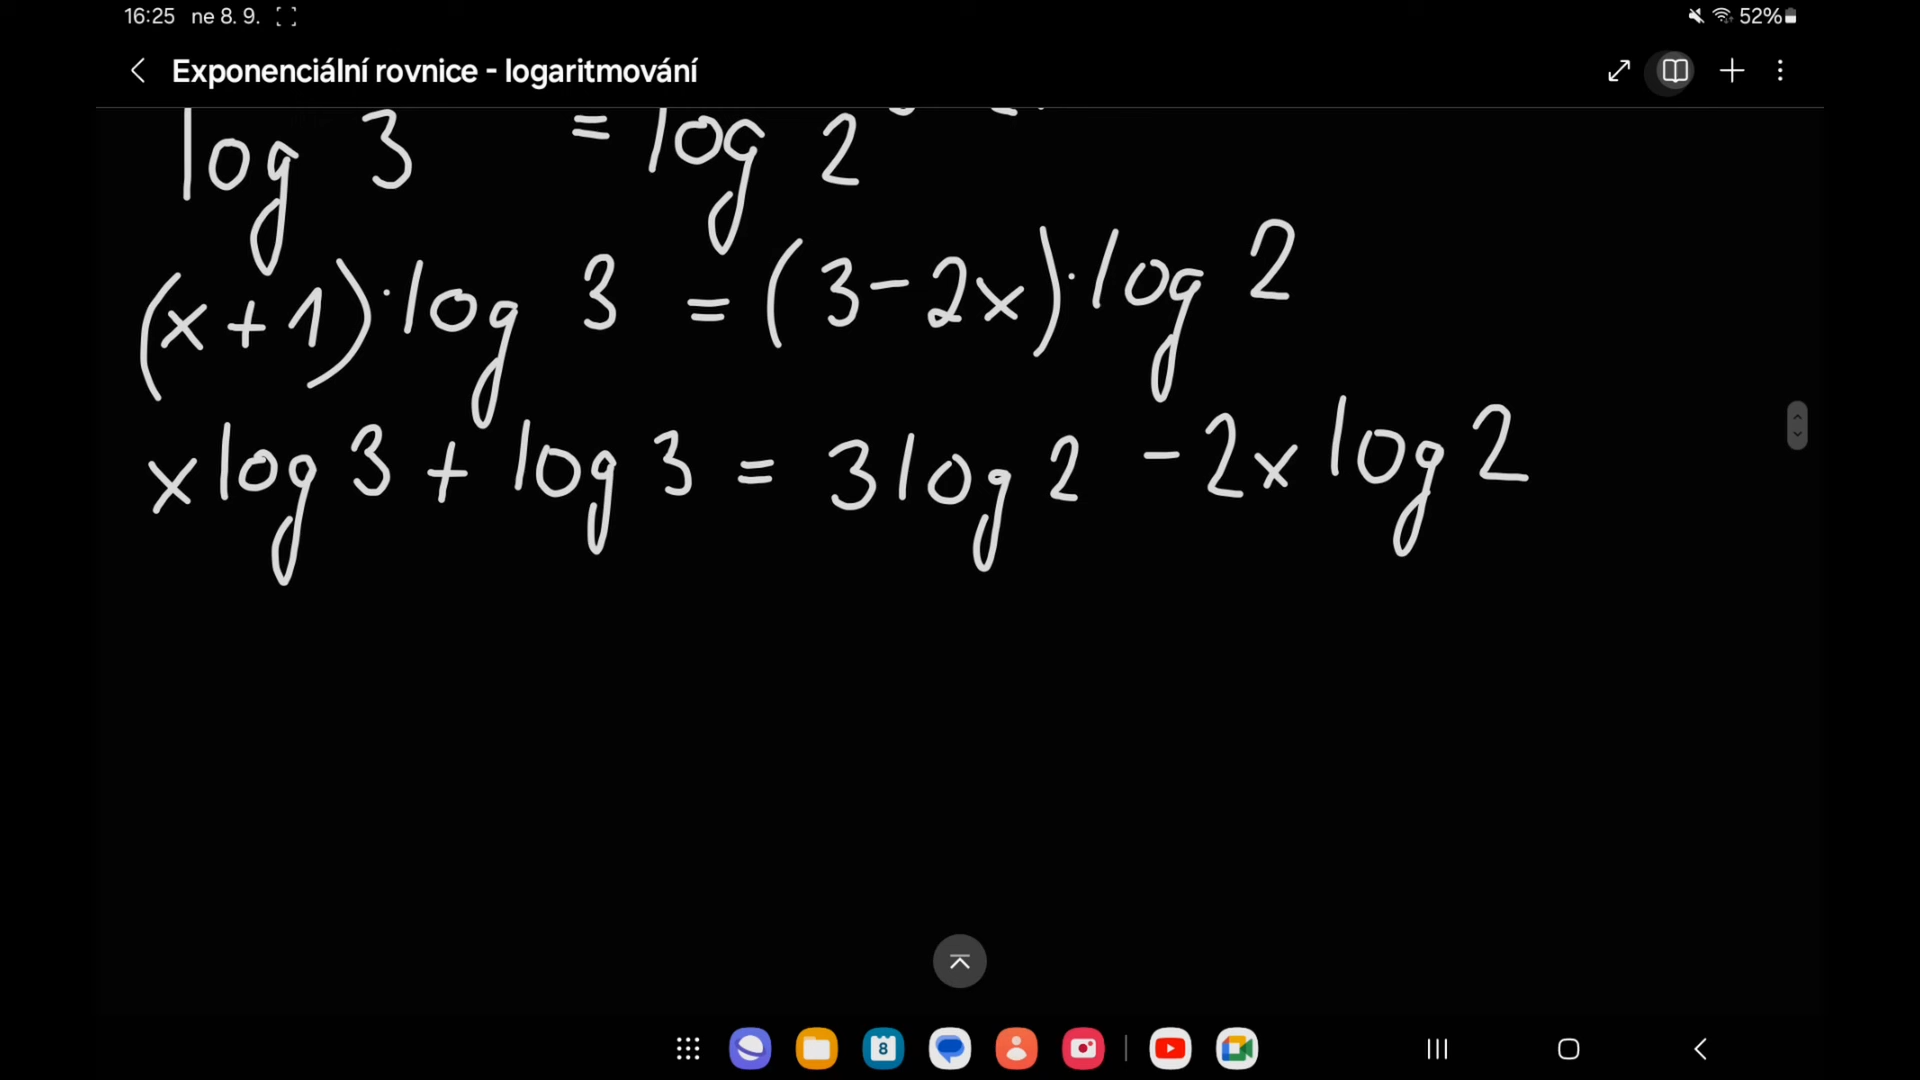 16:25 ne 8. 9. 52%
Exponenciální rovnice - logaritmování
log 3 = log 2
(x+1)·log 3 = (3-2x)·log 2
x log 3 + log 3 = 3 log 2 - 2x log 2
8